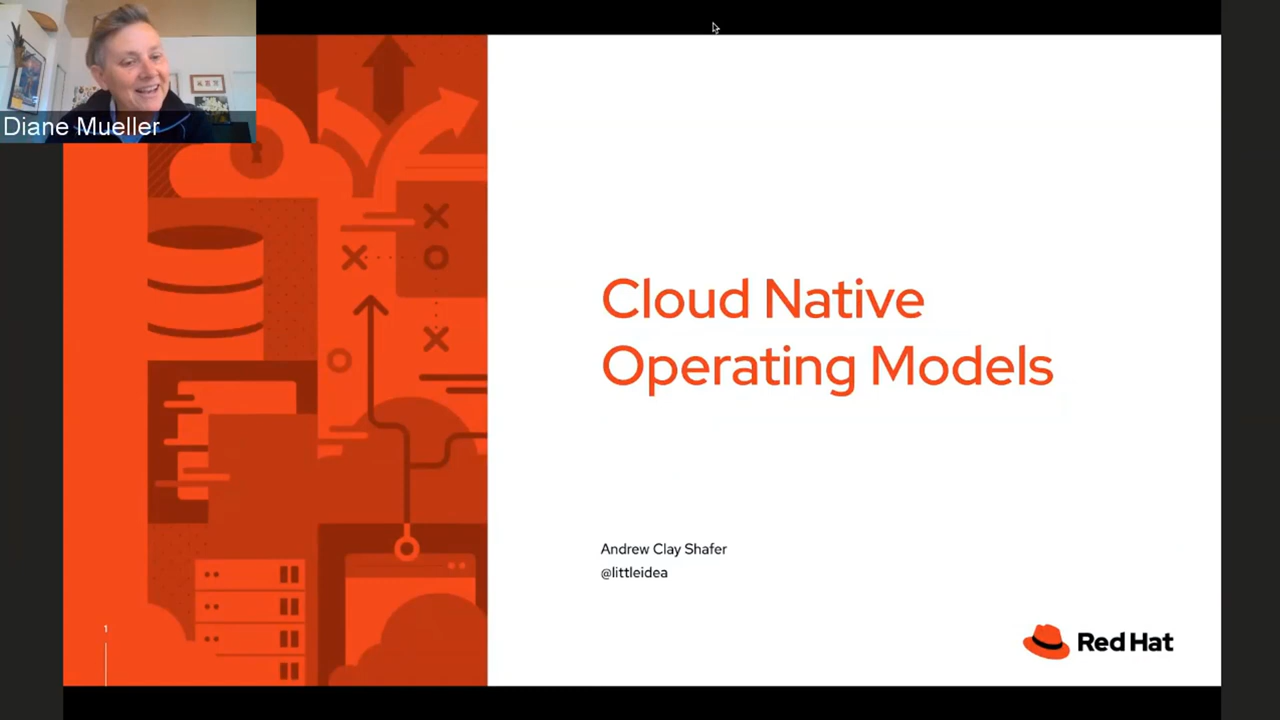 Diane Mueller
Cloud Native
Operating Models
Andrew Clay Shafer
@littleidea
1
Red Hat